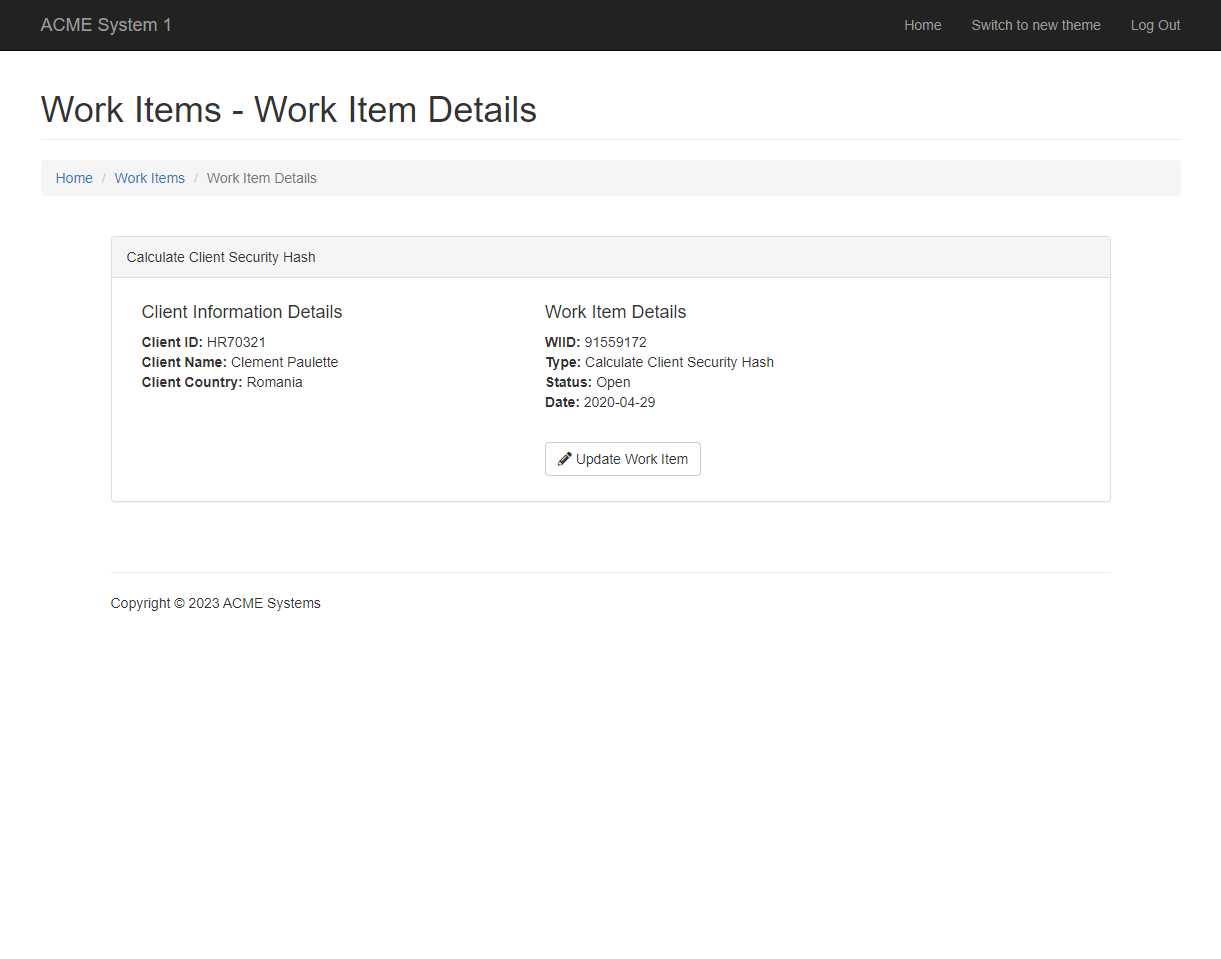 ACME System 1
Home
Switch to new theme
Log Out
Work Items - Work Item Details
Home / Work Items / Work Item Details
Calculate Client Security Hash
Client Information Details
Client ID: HR70321
Client Name: Clement Paulette
Client Country: Romania
Work Item Details
WIID: 91559172
Type: Calculate Client Security Hash
Status: Open
Date: 2020-04-29
Update Work Item
Copyright © 2023 ACME Systems